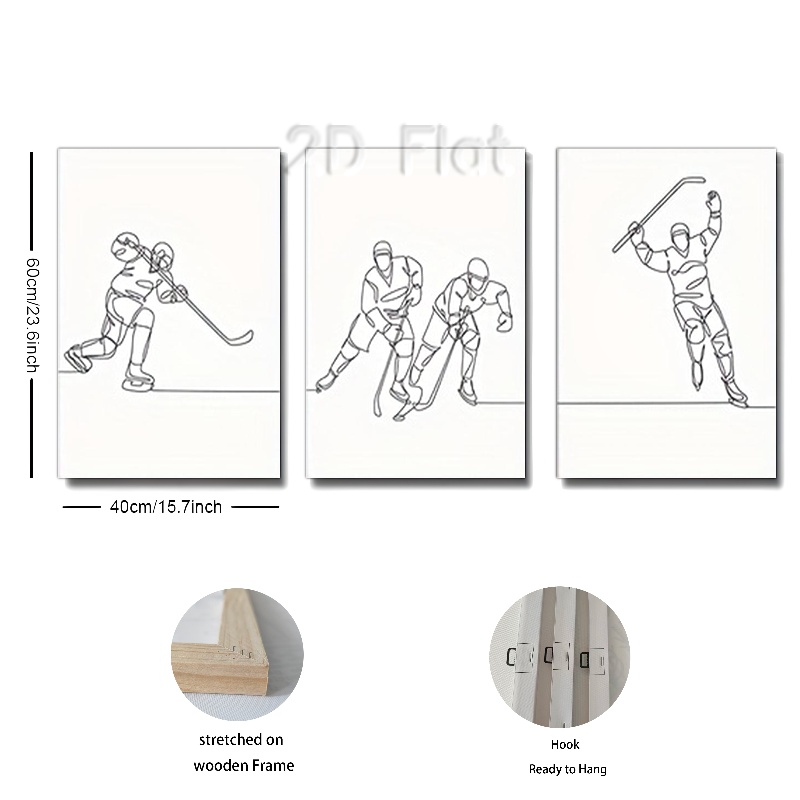 2D Flat
60cm/23.6inch
40cm/15.7inch
stretched on
wooden Frame
Hook
Ready to Hang